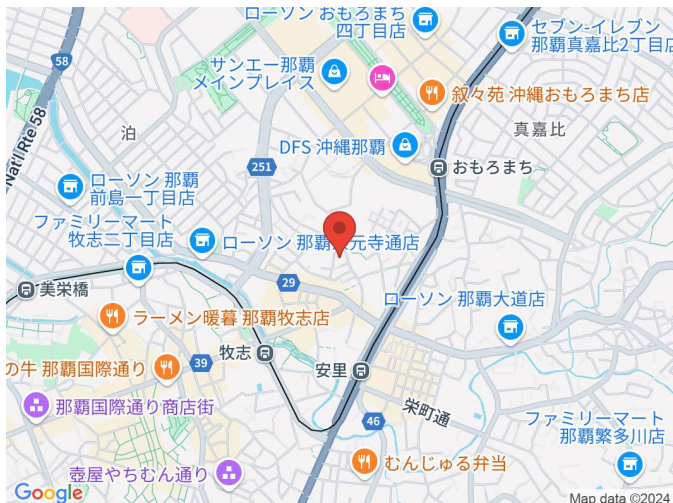 ローソン おもろまち
四丁目店
セブン-イレブン
那覇真嘉比2丁目店
58
サンエー那覇
メインプレイス
叙々苑 沖縄おもろまち店
真嘉比
泊
Nat'l Rte 58
DFS 沖縄那覇
251
おもろまち
ローソン 那覇
前島一丁目店
ファミリーマート
牧志二丁目店
ローソン 那覇
元寺通店
29
美栄橋
ローソン 那覇大道店
ラーメン暖暮 那覇牧志店
牧志
安里
の牛 那覇国際通り
39
栄町通
那覇国際通り商店街
46
ファミリーマート
那覇繁多川店
むんじゅる弁当
壺屋やちむん通り
58
Google
Map data ©2024